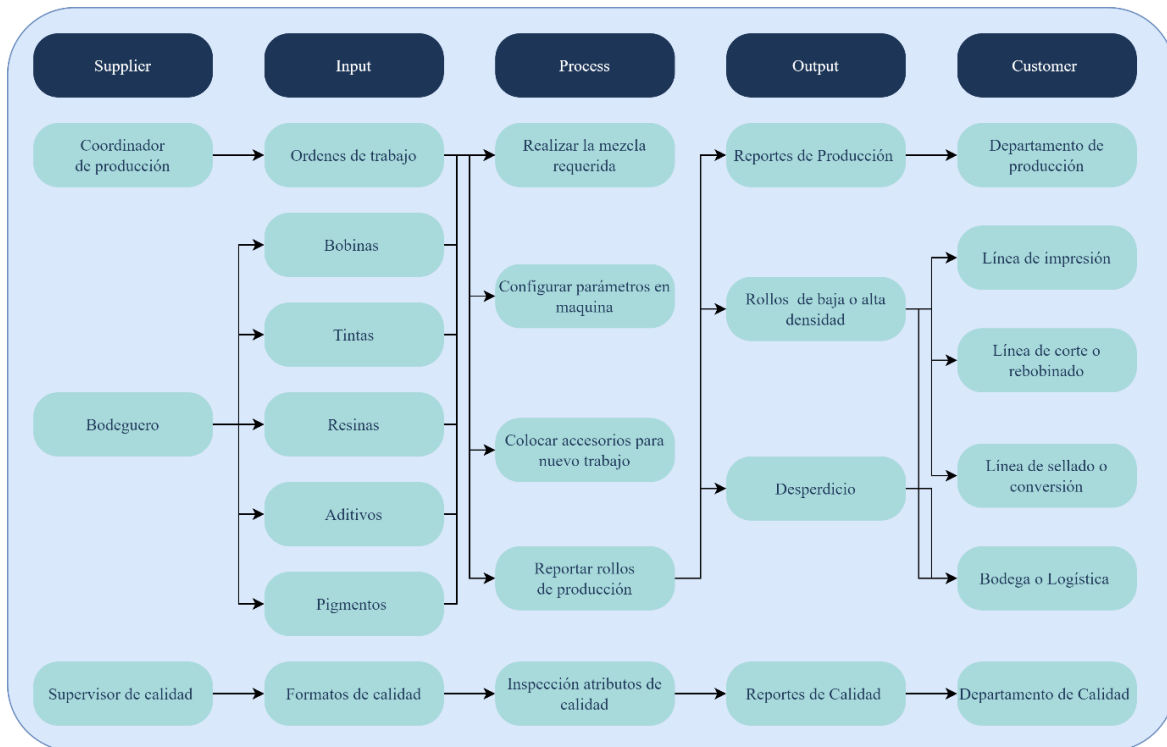 Supplier
Input
Process
Output
Customer
Coordinador
de producción
Ordenes de trabajo
Realizar la mezcla
requerida
Reportes de Producción
Departamento de
producción
Bobinas
Línea de impresión
Configurar parámetros en
maquina
Rollos de baja o alta
densidad
Tintas
Línea de corte o
rebobinado
Bodeguero
Resinas
Colocar accesorios para
nuevo trabajo
Desperdicio
Línea de sellado o
conversión
Aditivos
Reportar rollos
de producción
Bodega o Logística
Pigmentos
Supervisor de calidad
Formatos de calidad
Inspección atributos de
calidad
Reportes de Calidad
Departamento de Calidad